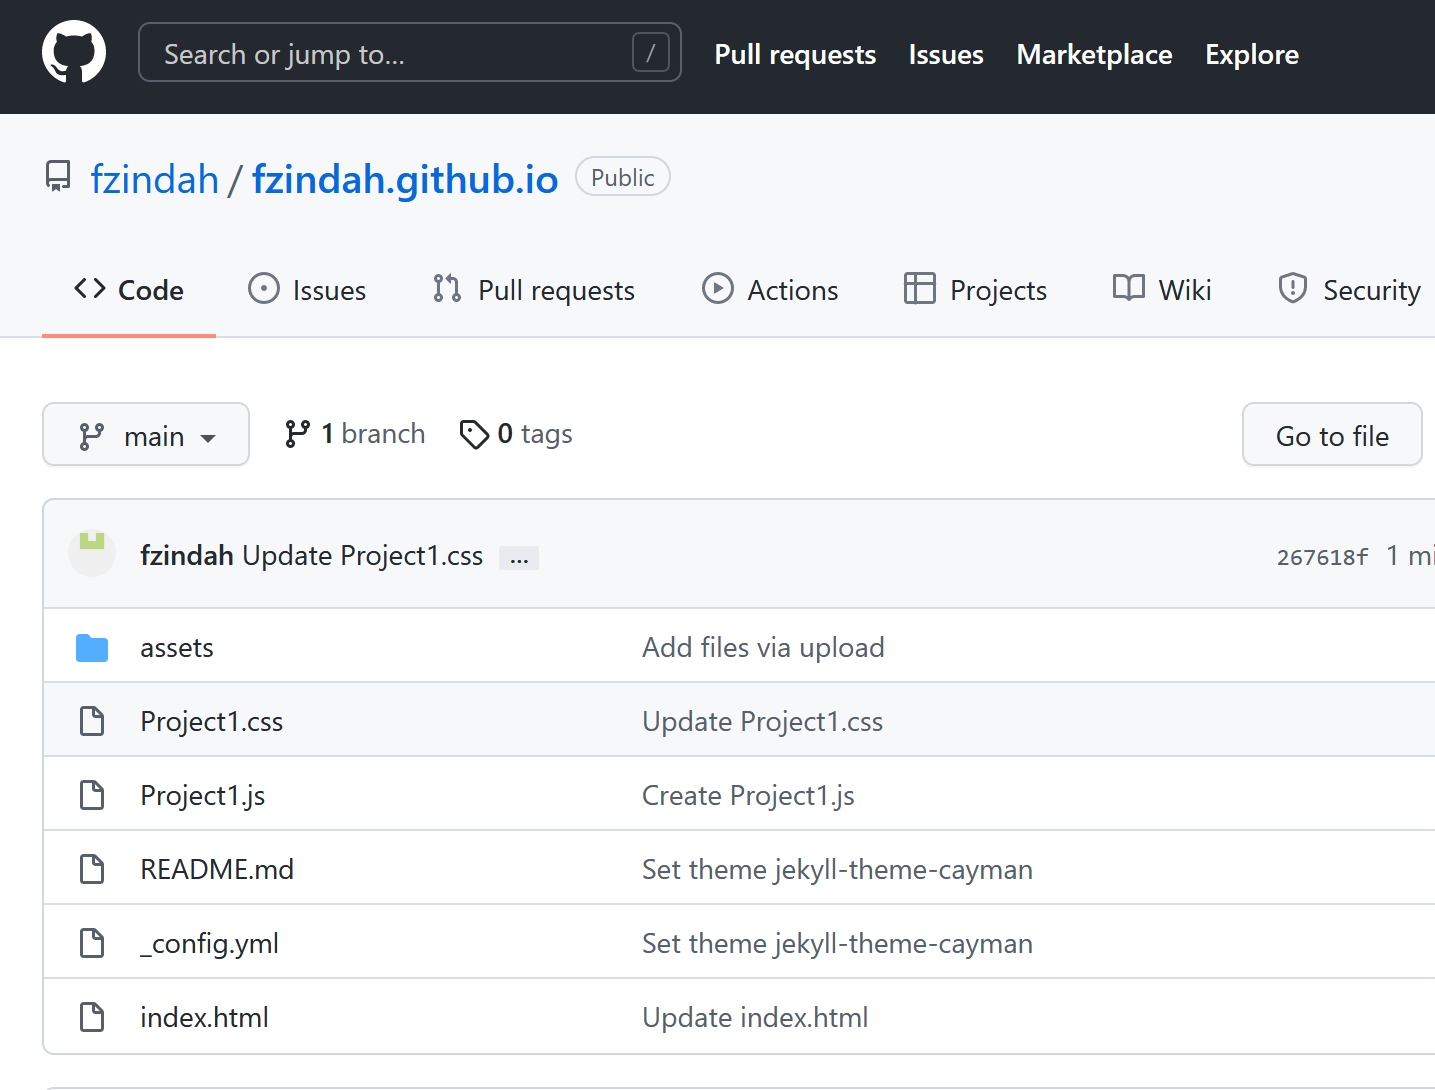 Search or jump to... /
Pull requests Issues Marketplace Explore
fzindah / fzindah.github.io Public
Code Issues Pull requests Actions Projects Wiki Security
main 1 branch 0 tags Go to file
fzindah Update Project1.css ... 267618f 1
assets Add files via upload
Project1.css Update Project1.css
Project1.js Create Project1.js
README.md Set theme jekyll-theme-cayman
_config.yml Set theme jekyll-theme-cayman
index.html Update index.html